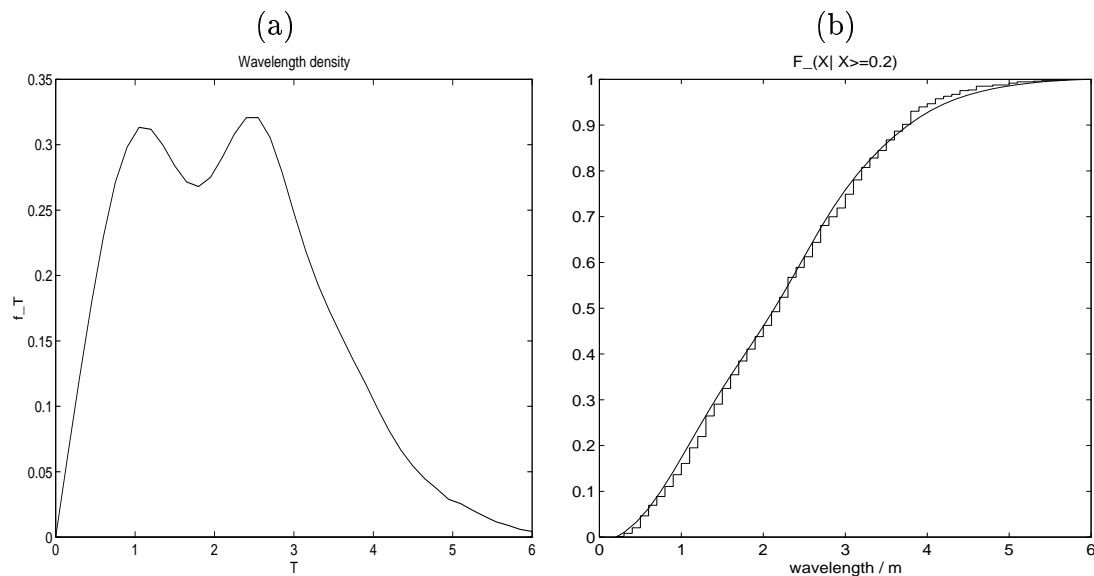 (a)
Wavelength density
0.35
0.3
0.25
0.2
0.15
0.1
0.05
0
f_T
0 1 2 3 4 5 6
T
(b)
F_(X| X>=0.2)
1
0.9
0.8
0.7
0.6
0.5
0.4
0.3
0.2
0.1
0
0 1 2 3 4 5 6
wavelength / m